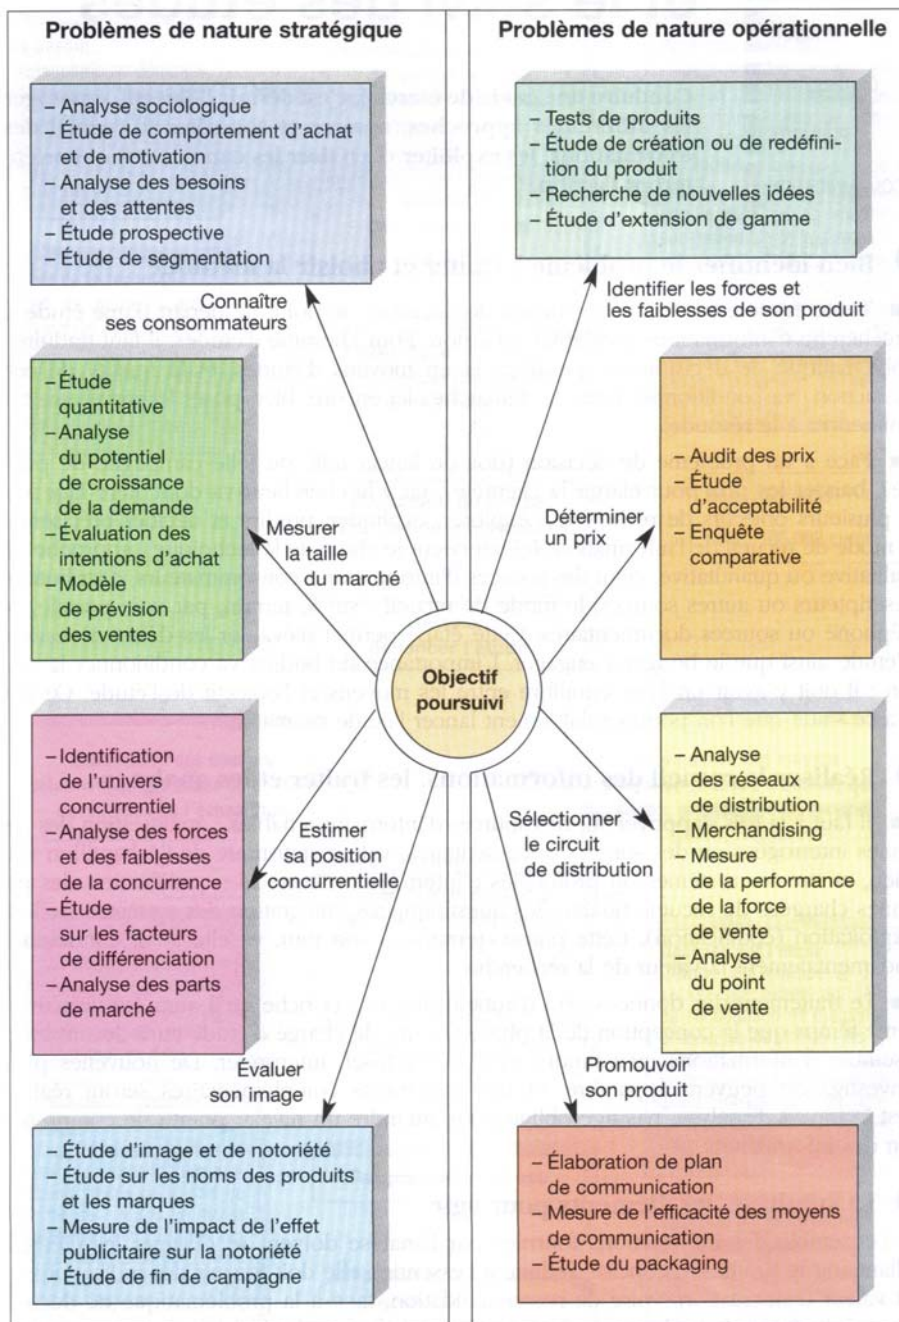 Problèmes de nature stratégique
– Analyse sociologique
– Étude de comportement d'achat
et de motivation
– Analyse des besoins
et des attentes
– Étude prospective
– Étude de segmentation
Connaître
ses consommateurs
– Étude
quantitative
– Analyse
du potentiel
de croissance
de la demande
– Évaluation des
intentions d'achat
– Modèle
de prévision
des ventes
Mesurer
la taille
du marché
Objectif
poursuivi
– Identification
de l'univers
concurrentiel
– Analyse des forces
et des faiblesses
de la concurrence
– Étude
sur les facteurs
de différenciation
– Analyse des parts
de marché
Estimer
sa position
concurrentielle
Évaluer
son image
– Étude d'image et de notoriété
– Étude sur les noms des produits
et les marques
– Mesure de l'impact de l'effet
publicitaire sur la notoriété
– Étude de fin de campagne
Problèmes de nature opérationnelle
– Tests de produits
– Étude de création ou de redéfini-
tion du produit
– Recherche de nouvelles idées
– Étude d'extension de gamme
Identifier les forces et
les faiblesses de son produit
– Audit des prix
– Étude
d'acceptabilité
– Enquête
comparative
Déterminer
un prix
– Analyse
des réseaux
de distribution
– Merchandising
– Mesure
de la performance
de la force
de vente
– Analyse
du point
de vente
Sélectionner
le circuit
de distribution
Promouvoir
son produit
– Élaboration de plan
de communication
– Mesure de l'efficacité des moyens
de communication
– Étude du packaging